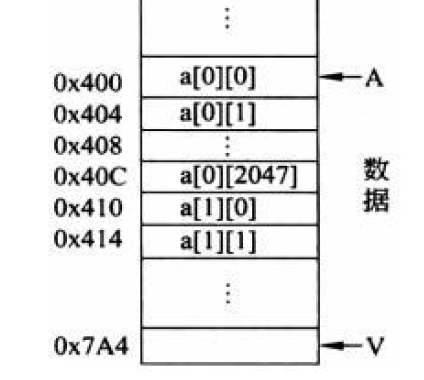 ⋮
0x400 a[0][0] A
0x404 a[0][1]
0x408 ⋮
0x40C a[0][2047] 数
0x410 a[1][0] 据
0x414 a[1][1]
⋮
0x7A4 V